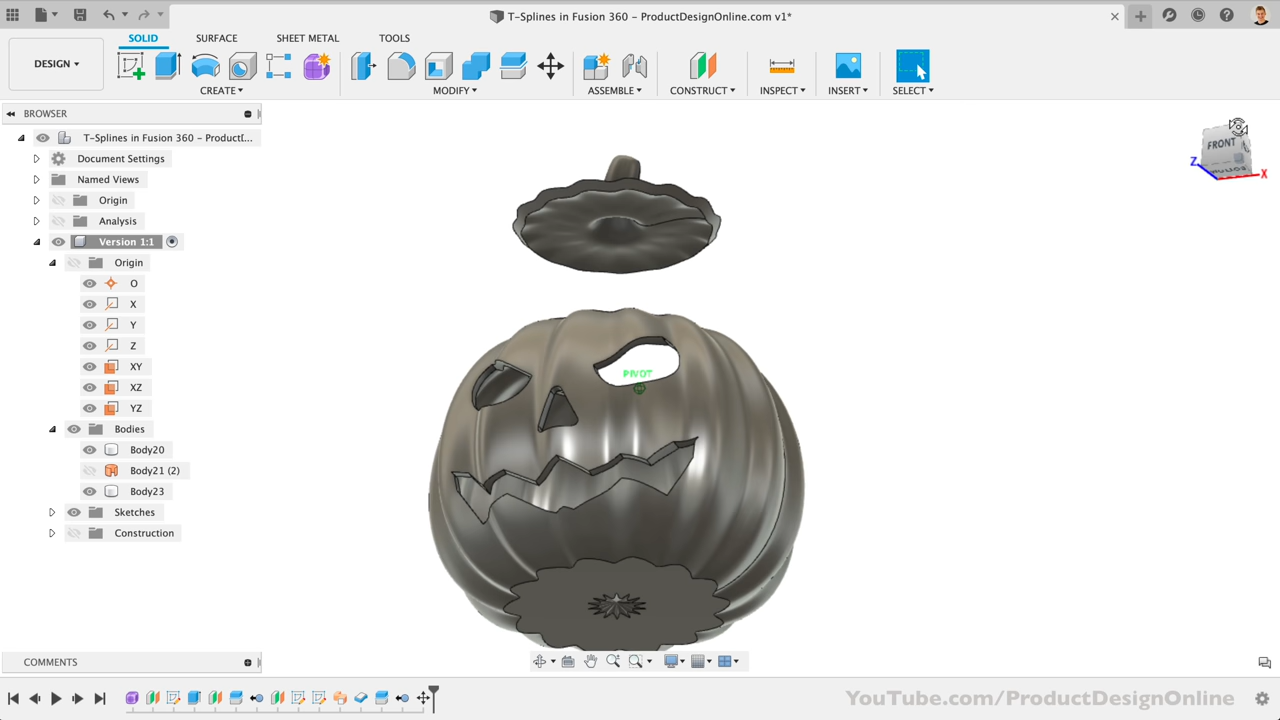 T-Splines in Fusion 360 - ProductDesignOnline.com v1*
SOLID SURFACE SHEET METAL TOOLS
DESIGN
CREATE MODIFY ASSEMBLE CONSTRUCT INSPECT INSERT SELECT
BROWSER
T-Splines in Fusion 360 - Product[...
Document Settings
Named Views
Origin
Analysis
Version 1:1
Origin
O
X
Y
Z
XY
XZ
YZ
Bodies
Body20
Body21 (2)
Body23
Sketches
Construction
FRONT
BOTTOM
Z
X
PIVOT
COMMENTS
YouTube.com/ProductDesignOnline